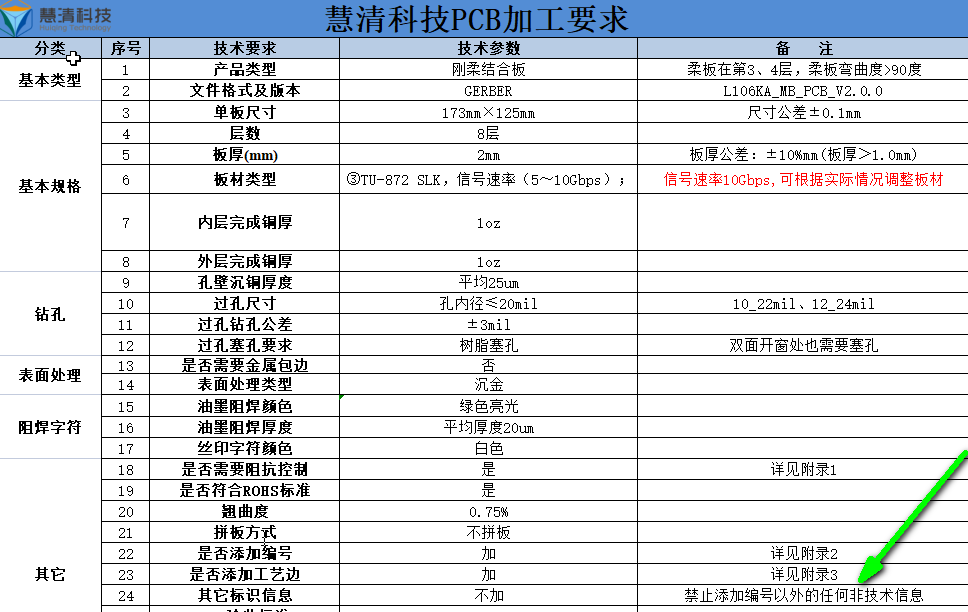 慧清科技
Huiqing Technology
慧清科技PCB加工要求
分类 序号 技术要求 技术参数 备 注
基本类型
1 产品类型 刚柔结合板 柔板在第3、4层，柔板弯曲度>90度
2 文件格式及版本 GERBER L106KA_MB_PCB_V2.0.0
基本规格
3 单板尺寸 173mm×125mm 尺寸公差±0.1mm
4 层数 8层
5 板厚(mm) 2mm 板厚公差：±10%mm(板厚＞1.0mm)
6 板材类型 ③TU-872 SLK，信号速率（5～10Gbps）； 信号速率10Gbps,可根据实际情况调整板材
7 内层完成铜厚 1oz
8 外层完成铜厚 1oz
钻孔
9 孔壁沉铜厚度 平均25um
10 过孔尺寸 孔内径≤20mil 10_22mil、12_24mil
11 过孔钻孔公差 ±3mil
12 过孔塞孔要求 树脂塞孔 双面开窗处也需要塞孔
表面处理
13 是否需要金属包边 否
14 表面处理类型 沉金
阻焊字符
15 油墨阻焊颜色 绿色亮光
16 油墨阻焊厚度 平均厚度20um
17 丝印字符颜色 白色
其它
18 是否需要阻抗控制 是 详见附录1
19 是否符合ROHS标准 是
20 翘曲度 0.75%
21 拼板方式 不拼板
22 是否添加编号 加 详见附录2
23 是否添加工艺边 加 详见附录3
24 其它标识信息 不加 禁止添加编号以外的任何非技术信息